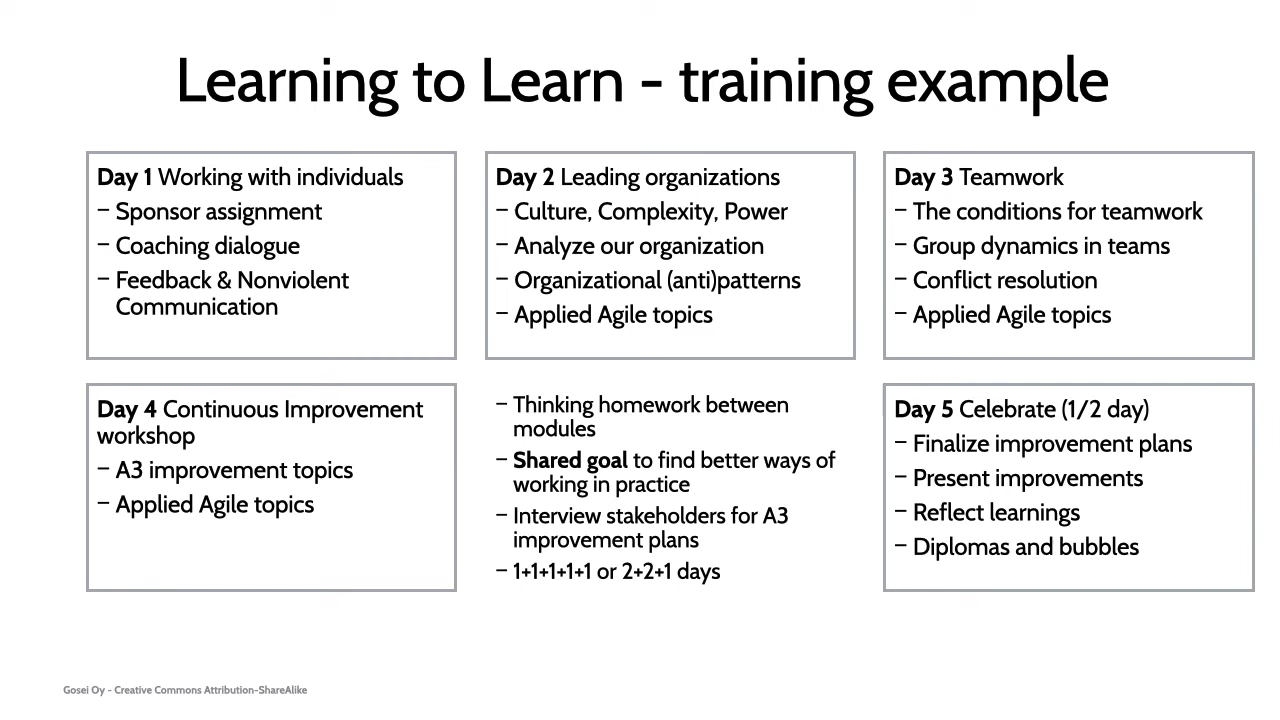 Learning to Learn - training example
Day 1 Working with individuals
– Sponsor assignment
– Coaching dialogue
– Feedback & Nonviolent
Communication
Day 2 Leading organizations
– Culture, Complexity, Power
– Analyze our organization
– Organizational (anti)patterns
– Applied Agile topics
Day 3 Teamwork
– The conditions for teamwork
– Group dynamics in teams
– Conflict resolution
– Applied Agile topics
Day 4 Continuous Improvement
workshop
– A3 improvement topics
– Applied Agile topics
– Thinking homework between
modules
– Shared goal to find better ways of
working in practice
– Interview stakeholders for A3
improvement plans
– 1+1+1+1+1 or 2+2+1 days
Day 5 Celebrate (1/2 day)
– Finalize improvement plans
– Present improvements
– Reflect learnings
– Diplomas and bubbles
Gosei Oy - Creative Commons Attribution-ShareAlike